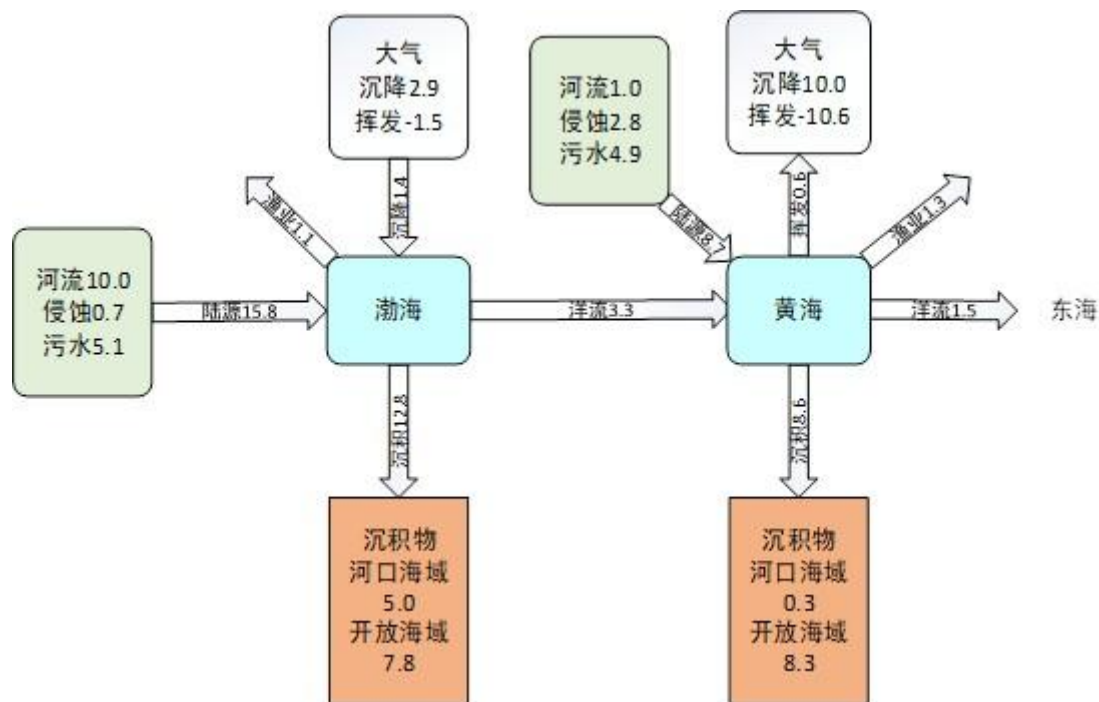 大气
沉降2.9
挥发-1.5
河流1.0
侵蚀2.8
污水4.9
大气
沉降10.0
挥发-10.6
渔业1.1
沉降1.4
陆源8.
挥发0.6
渔业1.3
河流10.0
侵蚀0.7
污水5.1
陆源15.8
渤海
洋流3.3
黄海
洋流1.5
东海
沉积12.8
沉积8.6
沉积物
河口海域
5.0
开放海域
7.8
沉积物
河口海域
0.3
开放海域
8.3